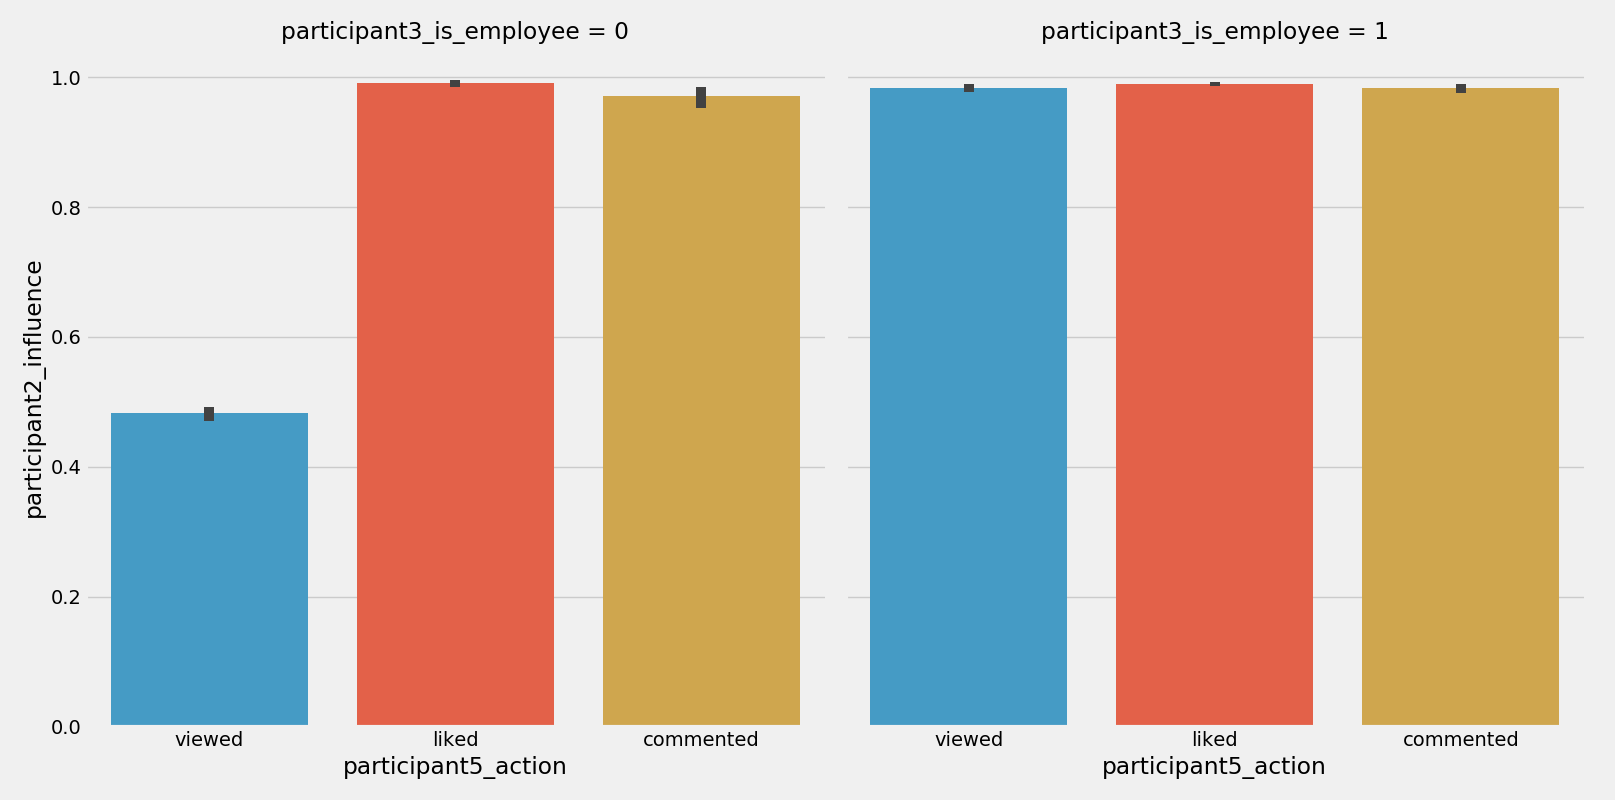 participant3_is_employee = 0
participant3_is_employee = 1
participant2_influence
1.0
0.8
0.6
0.4
0.2
0.0
viewed
liked
commented
viewed
liked
commented
participant5_action
participant5_action